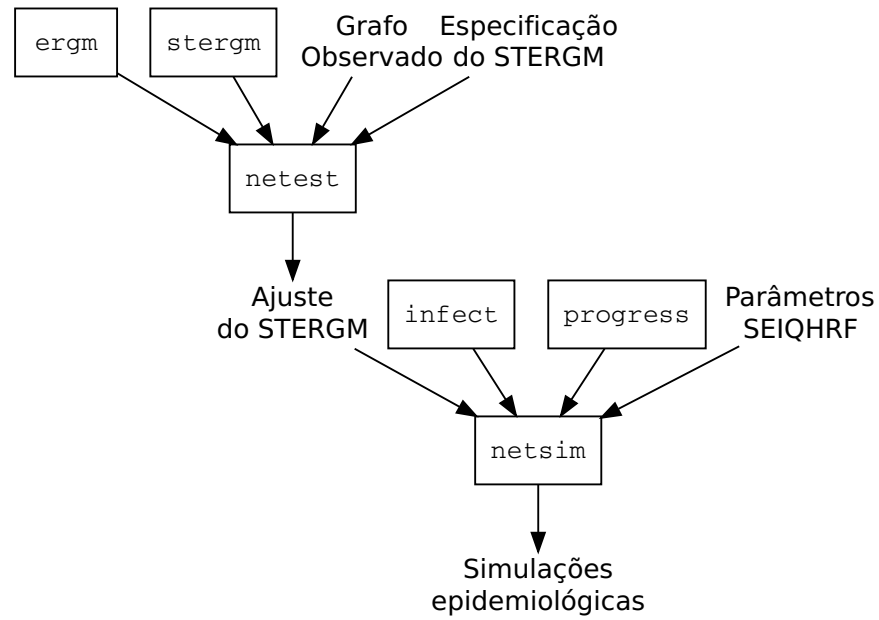 ergm
stergm
Grafo
Observado
Especificação
do STERGM
netest
Ajuste
do STERGM
infect
progress
Parâmetros
SEIQHRF
netsim
Simulações
epidemiológicas